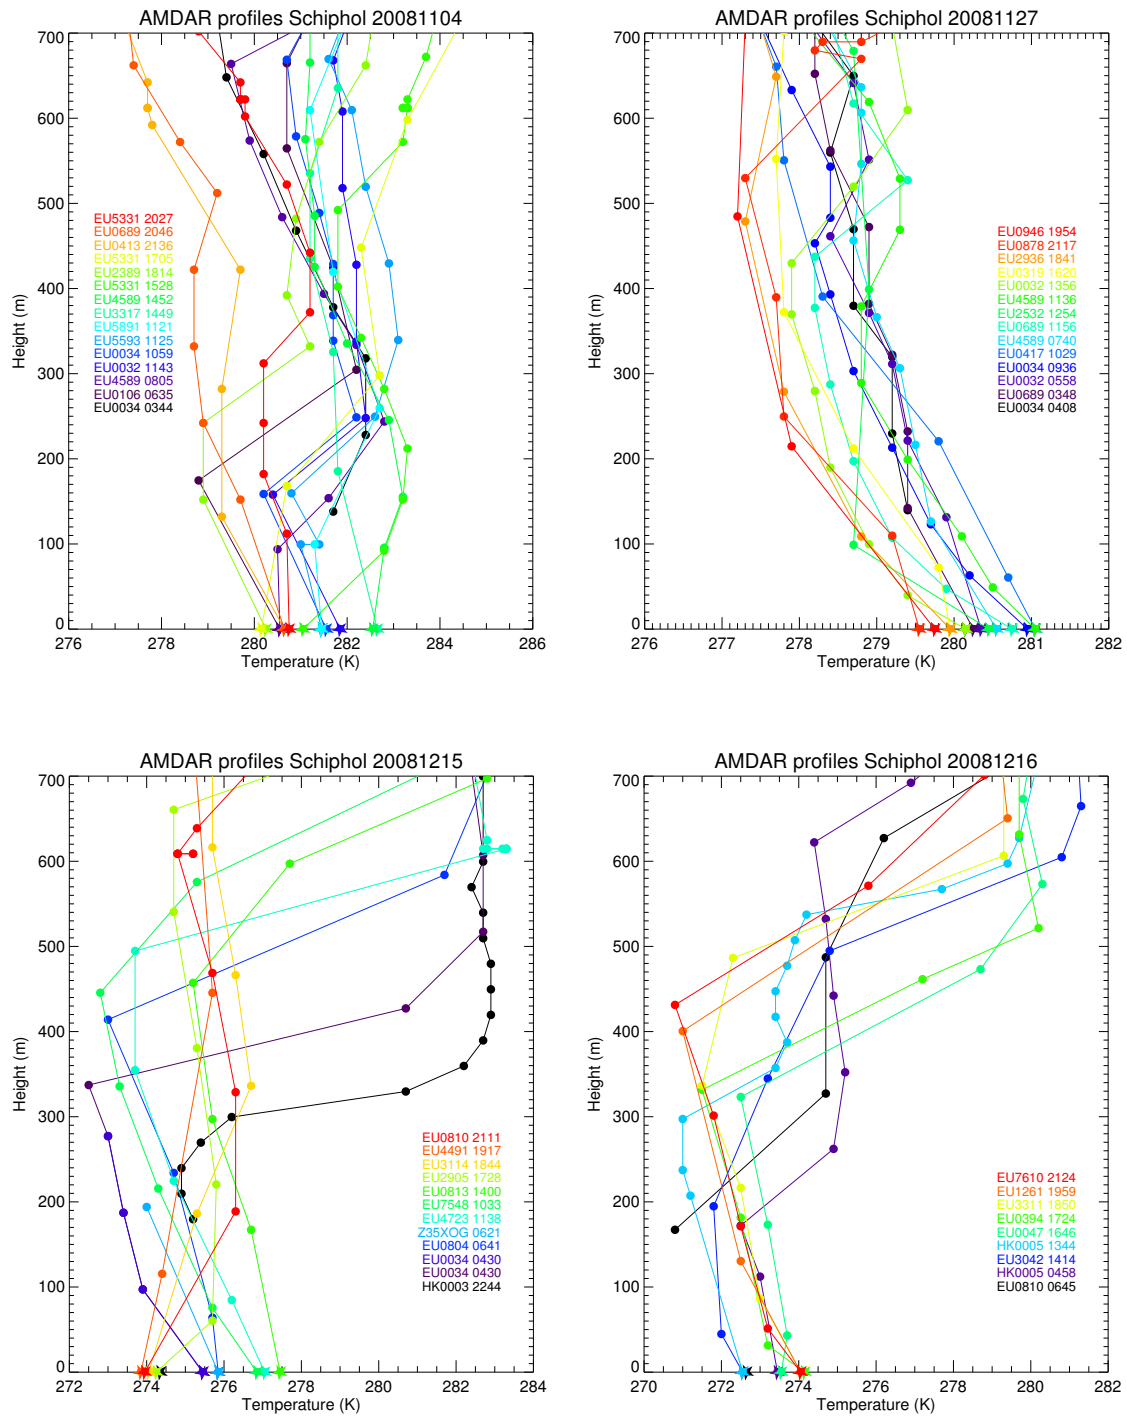 AMDAR profiles Schiphol 20081104
700
600
500
400
300
200
100
0
Height (m)
EU5331 2027
EU0689 2046
EU0413 2136
EU5331 1705
EU2389 1814
EU5331 1528
EU4589 1452
EU3317 1449
EU5891 1121
EU5593 1125
EU0034 1059
EU0032 1143
EU4589 0805
EU0106 0635
EU0034 0344
276 278 280 282 284 286
Temperature (K)
AMDAR profiles Schiphol 20081127
700
600
500
400
300
200
100
0
Height (m)
EU0946 1954
EU0878 2117
EU2936 1841
EU0319 1620
EU0032 1356
EU4589 1136
EU2532 1254
EU0689 1156
EU4589 0740
EU0417 1029
EU0034 0936
EU0032 0558
EU0689 0348
EU0034 0408
276 277 278 279 280 281 282
Temperature (K)
AMDAR profiles Schiphol 20081215
700
600
500
400
300
200
100
0
Height (m)
EU0810 2111
EU4491 1917
EU3114 1844
EU2905 1728
EU0813 1400
EU7548 1033
EU4723 1138
Z35XOG 0621
EU0804 0641
EU0034 0430
EU0034 0430
HK0003 2244
272 274 276 278 280 282 284
Temperature (K)
AMDAR profiles Schiphol 20081216
700
600
500
400
300
200
100
0
Height (m)
EU7610 2124
EU1261 1959
EU3311 1850
EU0394 1724
EU0047 1646
HK0005 1344
EU3042 1414
HK0005 0458
EU0810 0645
270 272 274 276 278 280 282
Temperature (K)